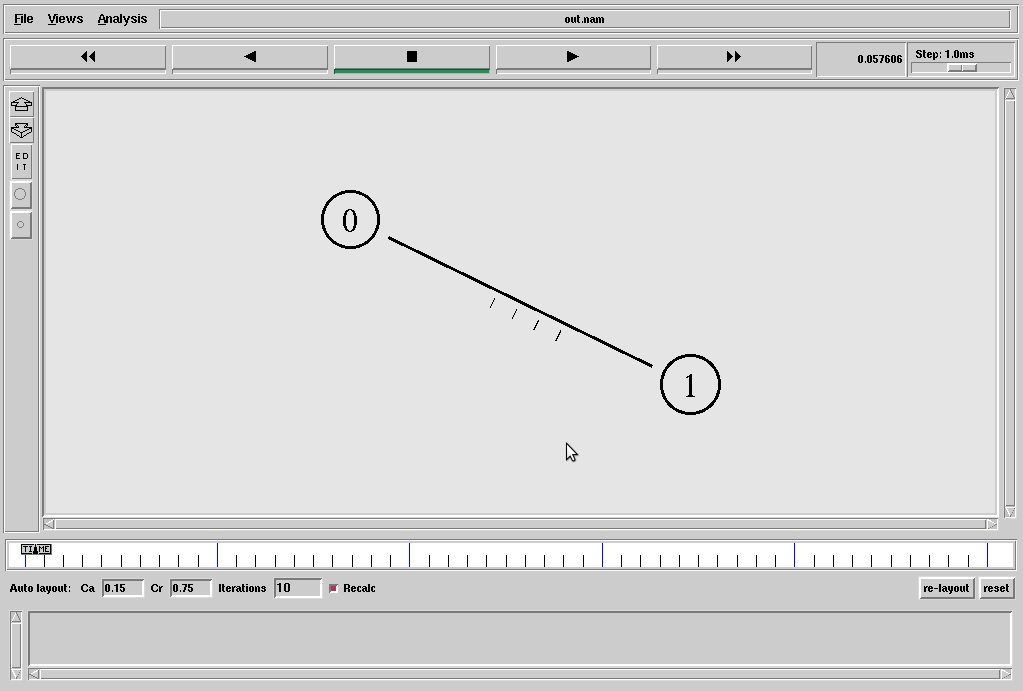 File Views Analysis out.nam
0.057606 Step: 1.0ms
ED
IT
0
1
TIME
Auto layout: Ca 0.15 Cr 0.75 Iterations 10 Recalc re-layout reset